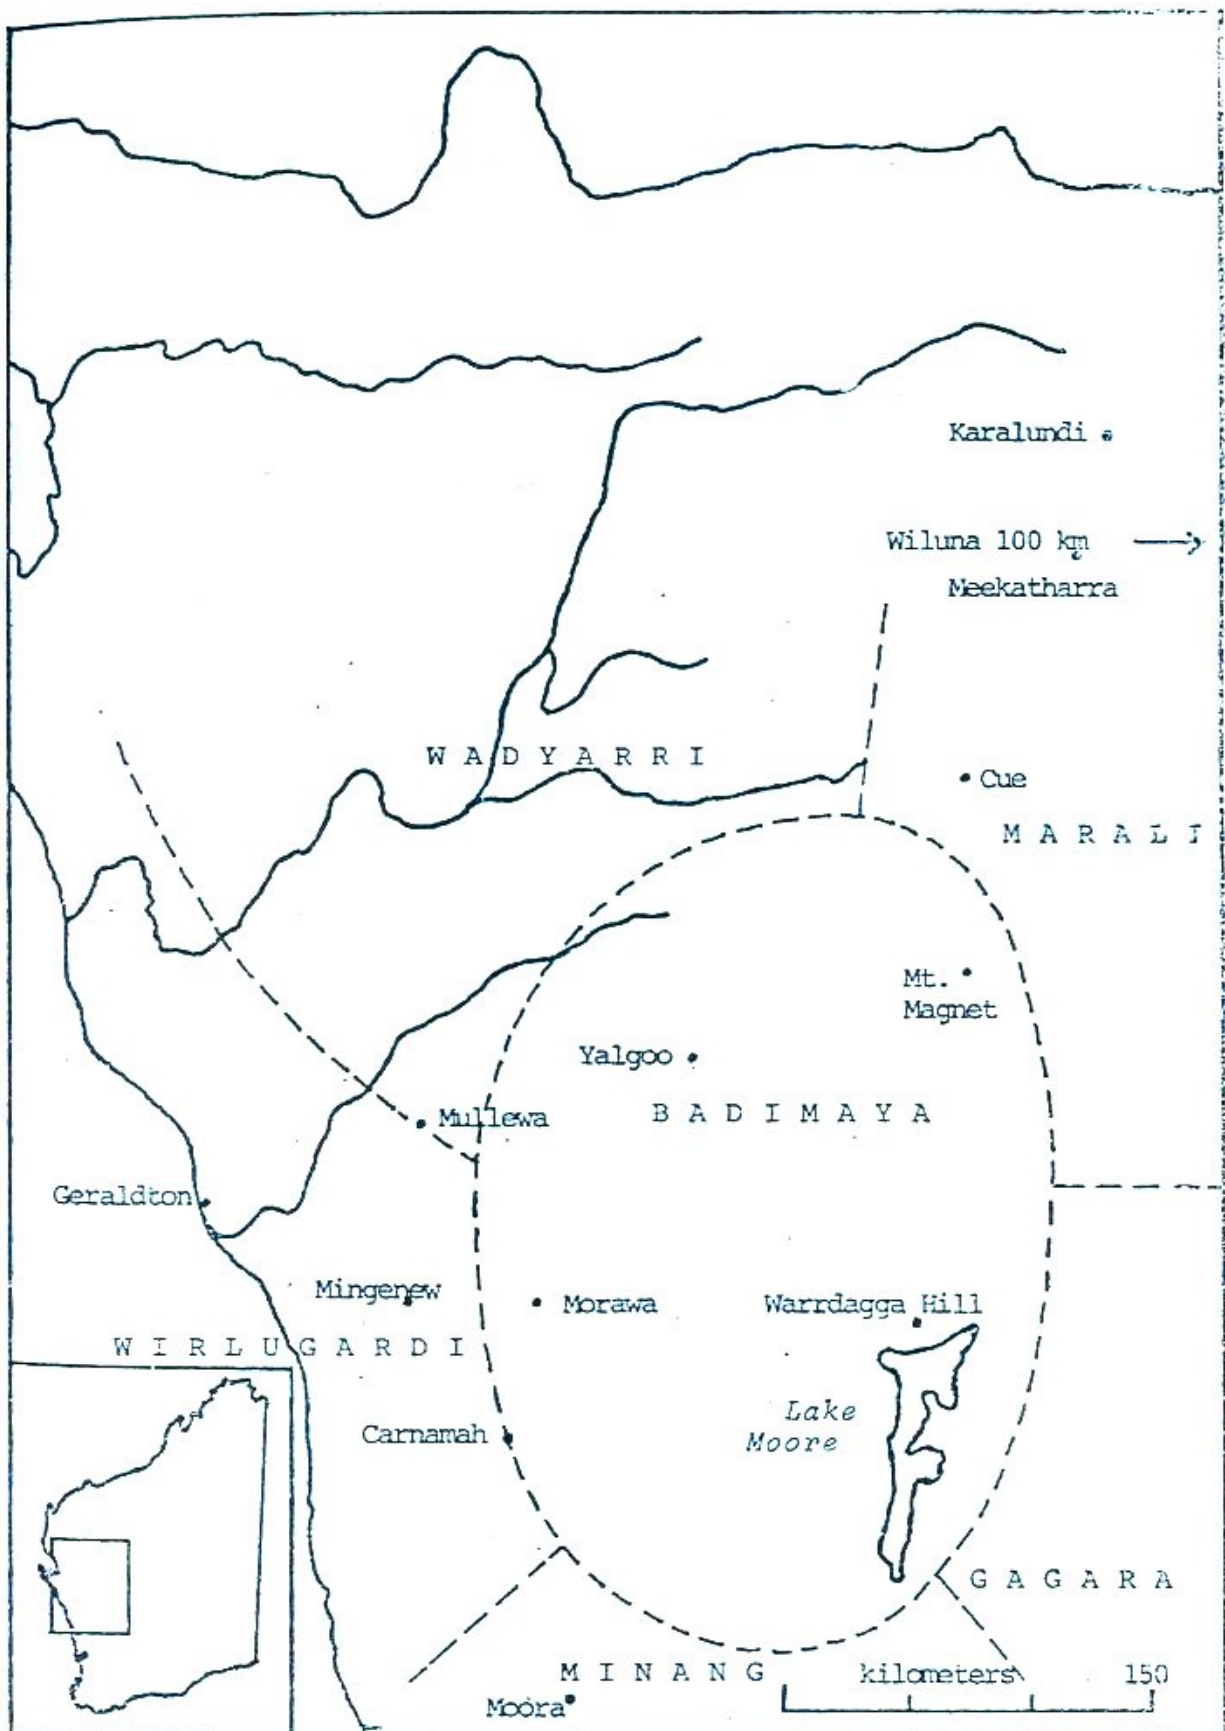 Karalundi
Wiluna 100 km
Meekatharra
WADYARRI
Cue
MARALI
Mt.
Magnet
Yalgoo
BADIMAYA
Mullewa
Geraldton
Mingenew
Morawa
Warrdagga Hill
WIRLUGARDI
Lake
Moore
Carnamah
GAGARA
MINANG
kilometers 150
Moora